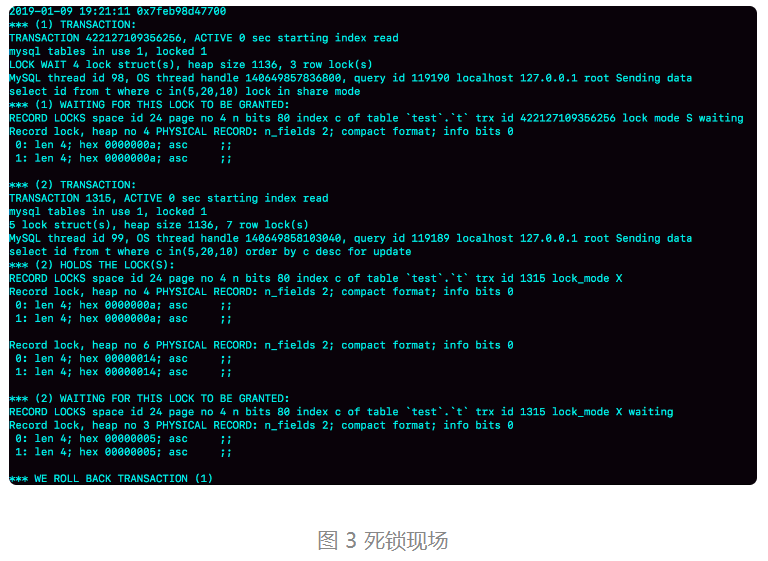 2019-01-09 19:21:11 0x7feb98d47700
*** (1) TRANSACTION:
TRANSACTION 422127109356256, ACTIVE 0 sec starting index read
mysql tables in use 1, locked 1
LOCK WAIT 4 lock struct(s), heap size 1136, 3 row lock(s)
MySQL thread id 98, OS thread handle 140649857836800, query id 119190 localhost 127.0.0.1 root Sending data
select id from t where c in(5,20,10) lock in share mode
*** (1) WAITING FOR THIS LOCK TO BE GRANTED:
RECORD LOCKS space id 24 page no 4 n bits 80 index c of table `test`.`t` trx id 422127109356256 lock mode S waiting
Record lock, heap no 4 PHYSICAL RECORD: n_fields 2; compact format; info bits 0
 0: len 4; hex 0000000a; asc     ;;
 1: len 4; hex 0000000a; asc     ;;
*** (2) TRANSACTION:
TRANSACTION 1315, ACTIVE 0 sec starting index read
mysql tables in use 1, locked 1
5 lock struct(s), heap size 1136, 7 row lock(s)
MySQL thread id 99, OS thread handle 140649858103040, query id 119189 localhost 127.0.0.1 root Sending data
select id from t where c in(5,20,10) order by c desc for update
*** (2) HOLDS THE LOCK(S):
RECORD LOCKS space id 24 page no 4 n bits 80 index c of table `test`.`t` trx id 1315 lock_mode X
Record lock, heap no 4 PHYSICAL RECORD: n_fields 2; compact format; info bits 0
 0: len 4; hex 0000000a; asc     ;;
 1: len 4; hex 0000000a; asc     ;;
Record lock, heap no 6 PHYSICAL RECORD: n_fields 2; compact format; info bits 0
 0: len 4; hex 00000014; asc     ;;
 1: len 4; hex 00000014; asc     ;;
*** (2) WAITING FOR THIS LOCK TO BE GRANTED:
RECORD LOCKS space id 24 page no 4 n bits 80 index c of table `test`.`t` trx id 1315 lock_mode X waiting
Record lock, heap no 3 PHYSICAL RECORD: n_fields 2; compact format; info bits 0
 0: len 4; hex 00000005; asc     ;;
 1: len 4; hex 00000005; asc     ;;
*** WE ROLL BACK TRANSACTION (1)
图 3 死锁现场